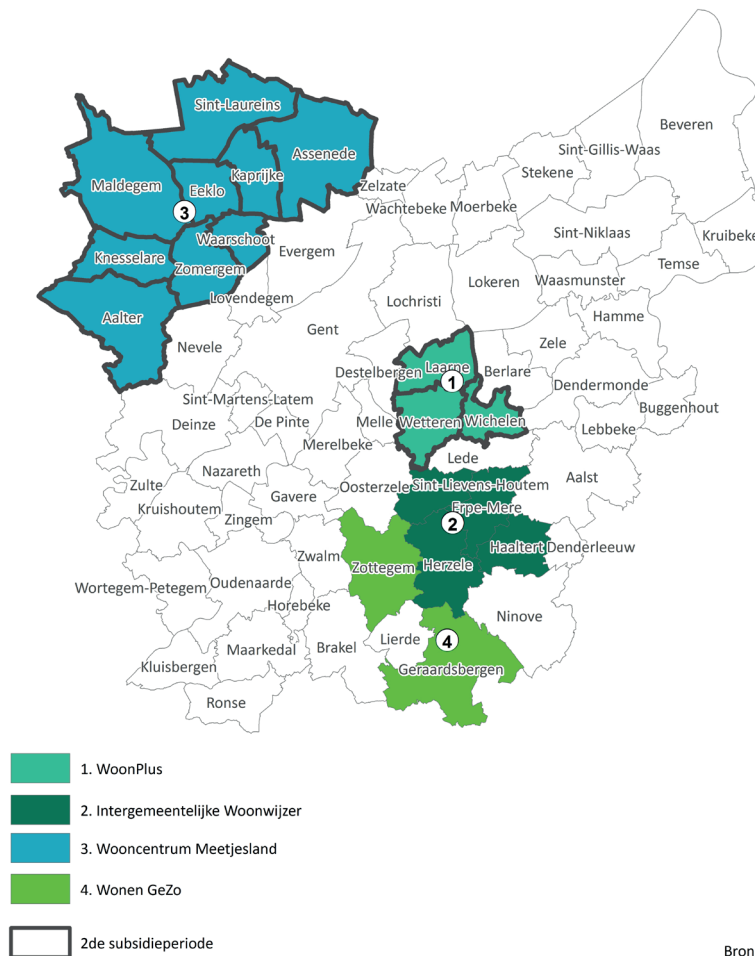 Sint-Laureins
Beveren
Assenede
Sint-Gillis-Waas
Stekene
Kaprijke
Maldegem
Eeklo
Zelzate
Wachtebeke
Moerbeke
3
Waarschoot
Sint-Niklaas
Kruibeke
Evergem
Knesselare
Zomergem
Temse
Lokeren
Waasmunster
Lovendegem
Lochristi
Aalter
Hamme
Gent
Nevele
Zele
Destelbergen
Laarne
Berlare
1
Dendermonde
Sint-Martens-Latem
Buggenhout
Deinze
De Pinte
Melle
Wetteren
Wichelen
Lebbeke
Merelbeke
Lede
Nazareth
Aalst
Zulte
Oosterzele
Sint-Lievens-Houtem
Gavere
Kruishoutem
Erpe-Mere
Zingem
2
Haaltert
Denderleeuw
Zwalm
Zottegem
Herzele
Wortegem-Petegem
Oudenaarde
Horebeke
Ninove
Lierde
4
Maarkedal
Brakel
Kluisbergen
Geraardsbergen
Ronse
1. WoonPlus
2. Intergemeentelijke Woonwijzer
3. Wooncentrum Meetjesland
4. Wonen GeZo
2de subsidieperiode
Bron